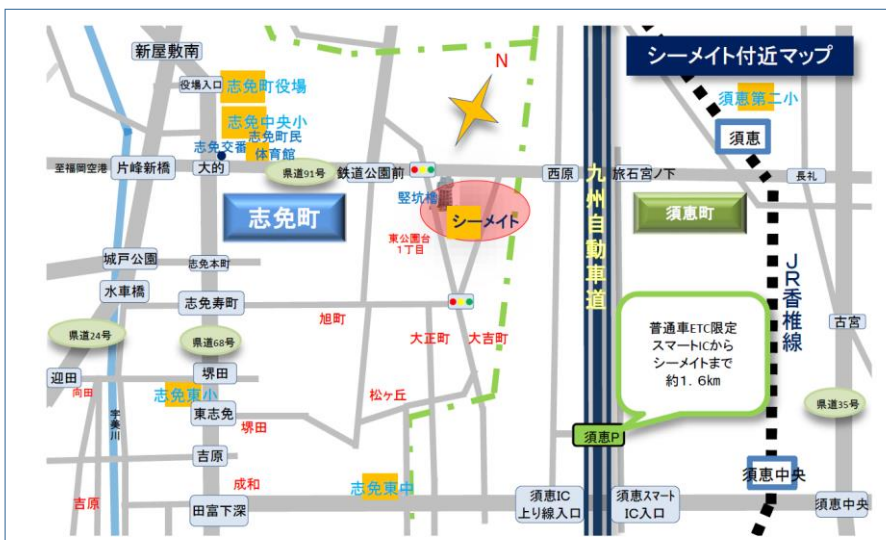 シーメイト付近マップ
N
新屋敷南
役場入口
志免町役場
志免中央小
志免町民
体育館
志免交番
須恵第二小
須恵
至福岡空港
片峰新橋
大的
県道91号
鉄道公園前
西原
旅石宮ノ下
長礼
竪坑櫓
シーメイト
東公園台
1丁目
志免町
須恵町
九州自動車道
JR香椎線
城戸公園
志免本町
水車橋
志免寿町
旭町
大正町
大吉町
県道24号
県道68号
普通車ETC限定
スマートICから
シーメイトまで
約1.6km
古宮
迎田
向田
堺田
志免東小
松ヶ丘
県道35号
宇美川
東志免
堺田
須恵P
吉原
成和
志免東中
須恵中央
吉原
田富下深
須恵IC
上り線入口
須恵スマート
IC入口
須恵中央